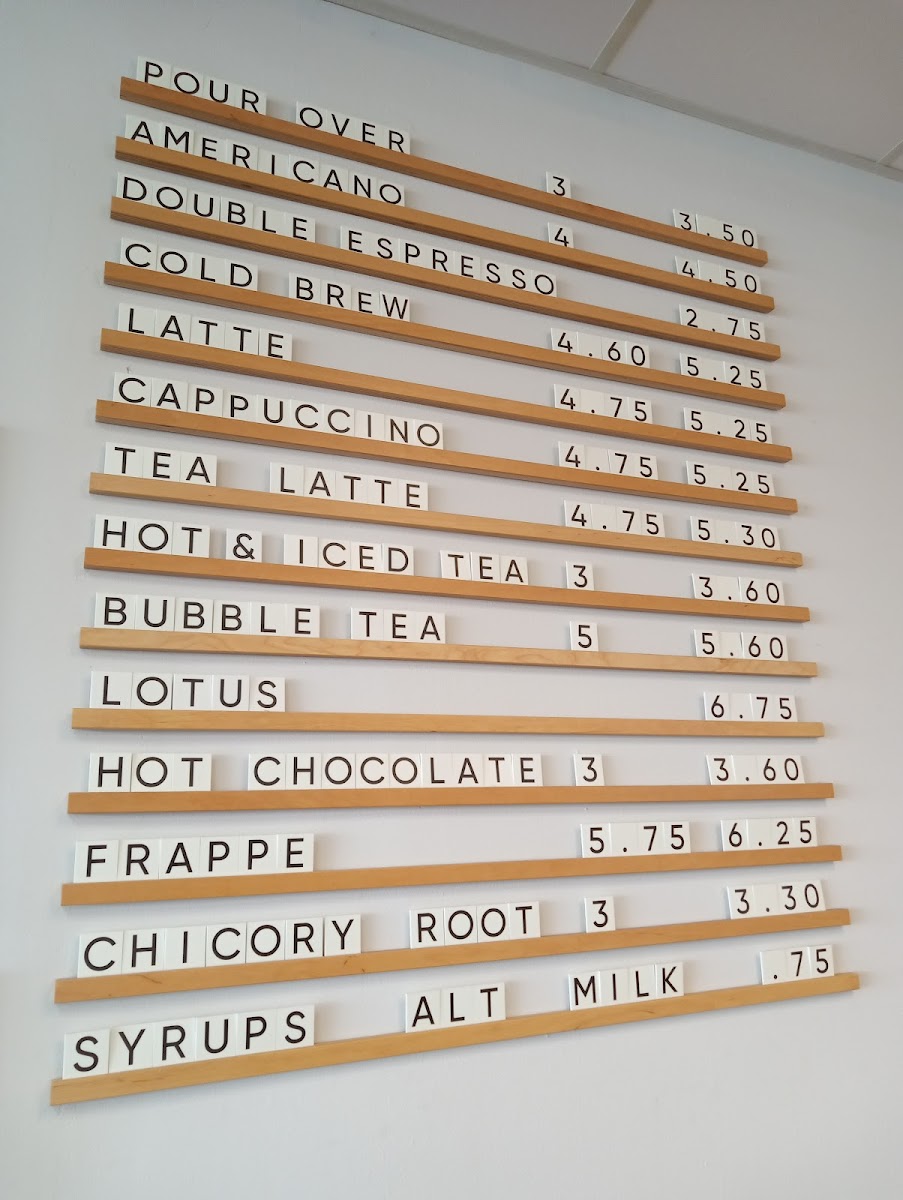 POUR OVER 3 3.50
AMERICANO 4 4.50
DOUBLE ESPRESSO 2.75
COLD BREW 4.60 5.25
LATTE 4.75 5.25
CAPPUCCINO 4.75 5.25
TEA LATTE 4.75 5.30
HOT & ICED TEA 3 3.60
BUBBLE TEA 5 5.60
LOTUS 6.75
HOT CHOCOLATE 3 3.60
FRAPPE 5.75 6.25
CHICORY ROOT 3 3.30
SYRUPS ALT MILK .75